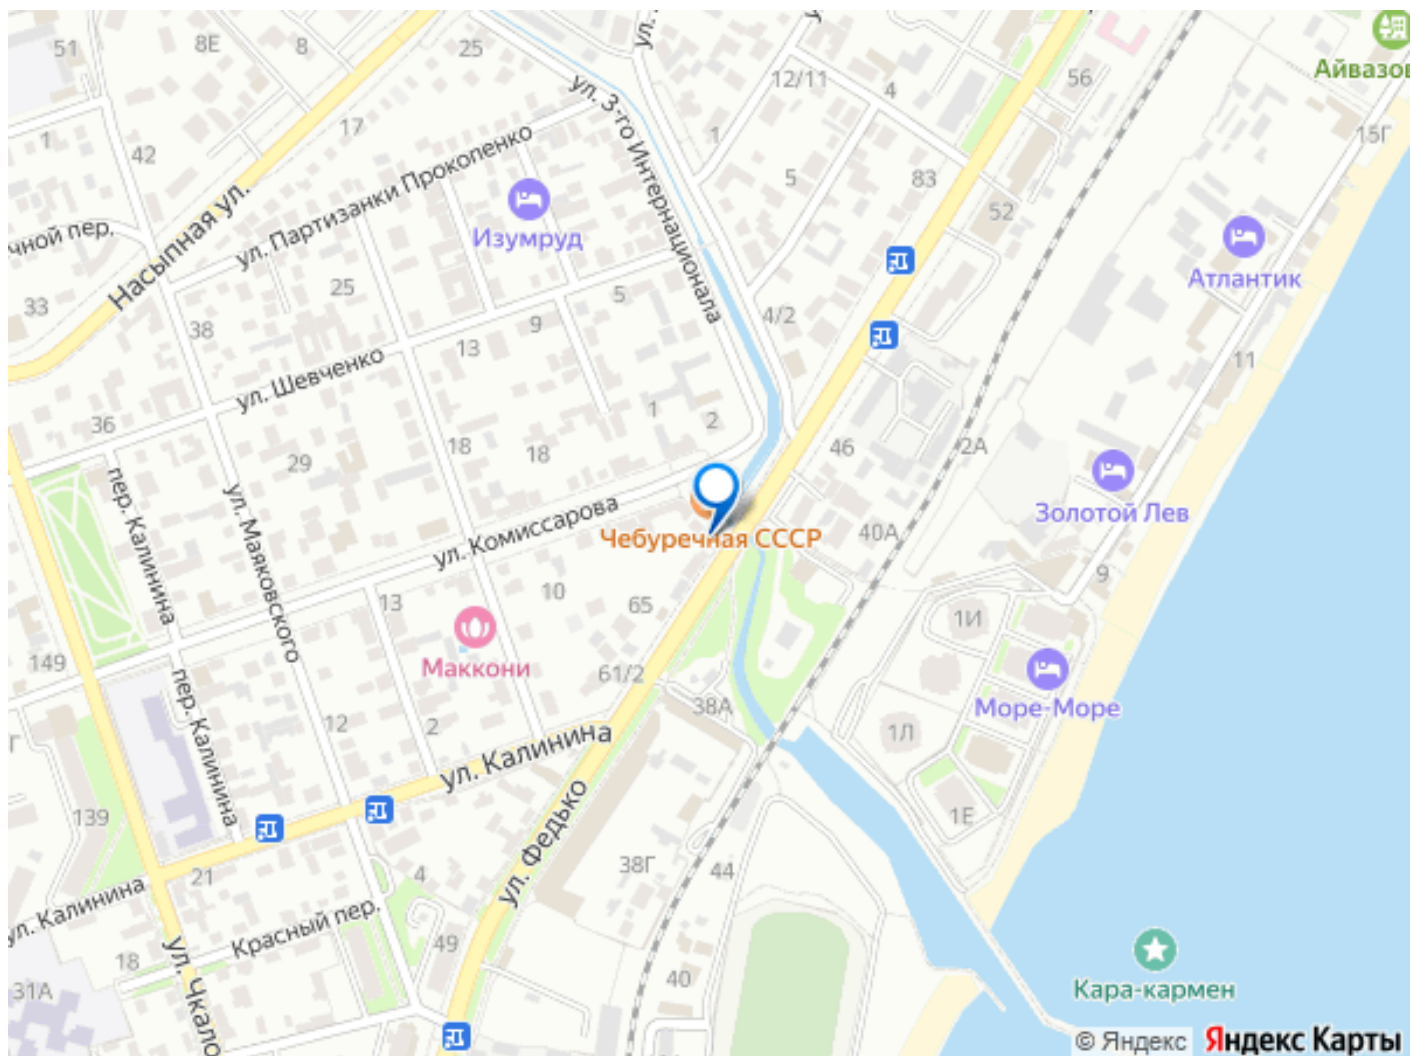 51
8Е
8
25
ул. 3-го Интернационала
12/11
4
56
Айвазов
15Г
1
42
17
1
5
83
52
ул. Партизанки Прокопенко
Изумруд
Насыпная ул.
чной пер.
33
25
38
5
9
13
4/2
Атлантик
11
ул. Шевченко
36
29
18
18
1
2
46
2А
Золотой Лев
40А
9
пер. Калинина
ул. Маяковского
ул. Комиссарова
Чебуречная СССР
13
10
65
1И
149
Маккони
61/2
38А
Море-Море
1Л
пер. Калинина
12
2
ул. Калинина
139
1Е
ул. Федько
38Г
44
21
4
ул. Калинина
Красный пер.
49
18
ул. Чкало
31А
40
Кара-кармен
© Яндекс Яндекс Карты